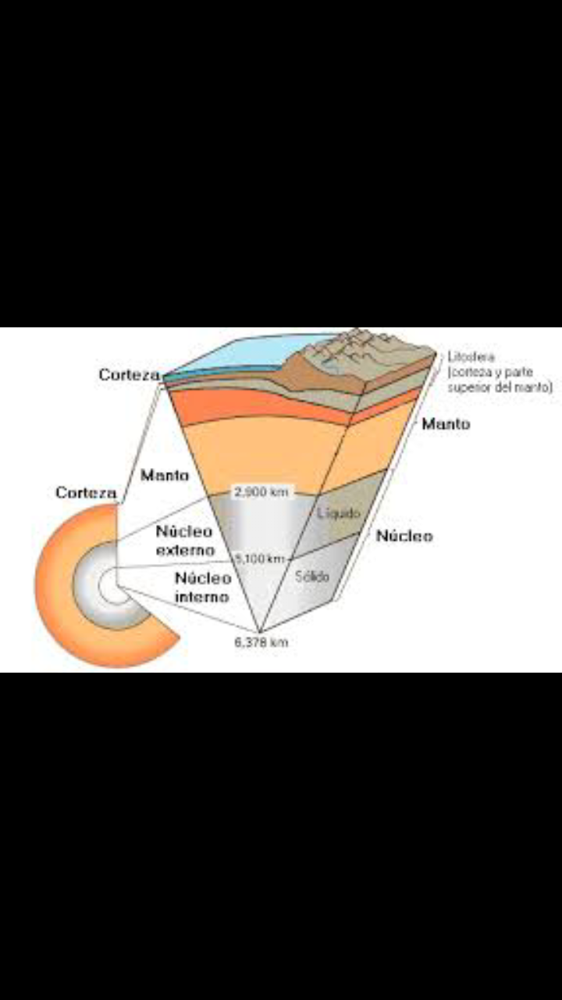 Corteza
Litosfera
(corteza y parte
superior del manto)
Manto
Manto
Corteza
2,900 km
Líquido
Núcleo
externo
Núcleo
5,100 km
Núcleo
interno
Sólido
6,378 km